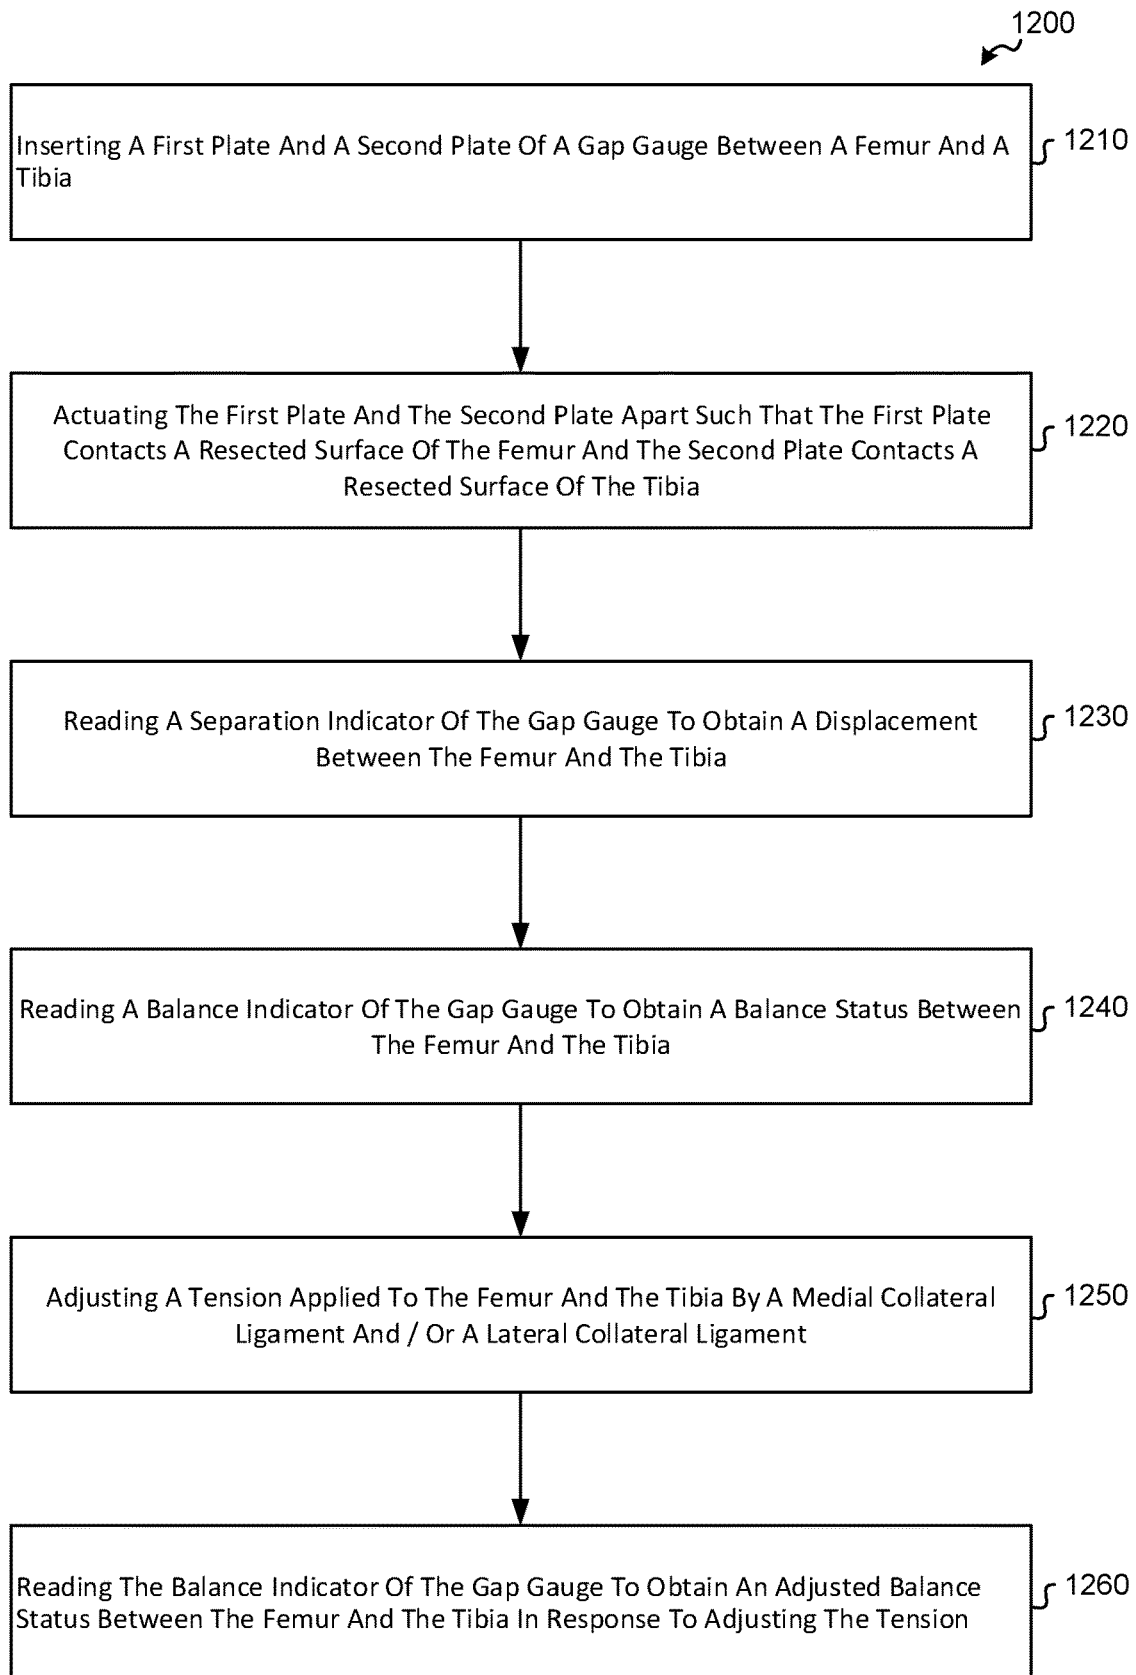 1200
Inserting A First Plate And A Second Plate Of A Gap Gauge Between A Femur And A
Tibia
1210
Actuating The First Plate And The Second Plate Apart Such That The First Plate
Contacts A Resected Surface Of The Femur And The Second Plate Contacts A
Resected Surface Of The Tibia
1220
Reading A Separation Indicator Of The Gap Gauge To Obtain A Displacement
Between The Femur And The Tibia
1230
Reading A Balance Indicator Of The Gap Gauge To Obtain A Balance Status Between
The Femur And The Tibia
1240
Adjusting A Tension Applied To The Femur And The Tibia By A Medial Collateral
Ligament And / Or A Lateral Collateral Ligament
1250
Reading The Balance Indicator Of The Gap Gauge To Obtain An Adjusted Balance
Status Between The Femur And The Tibia In Response To Adjusting The Tension
1260